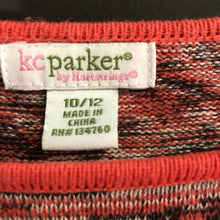 kcparker®
by Hartstrings®
10/12
MADE IN
CHINA
RN# 134760